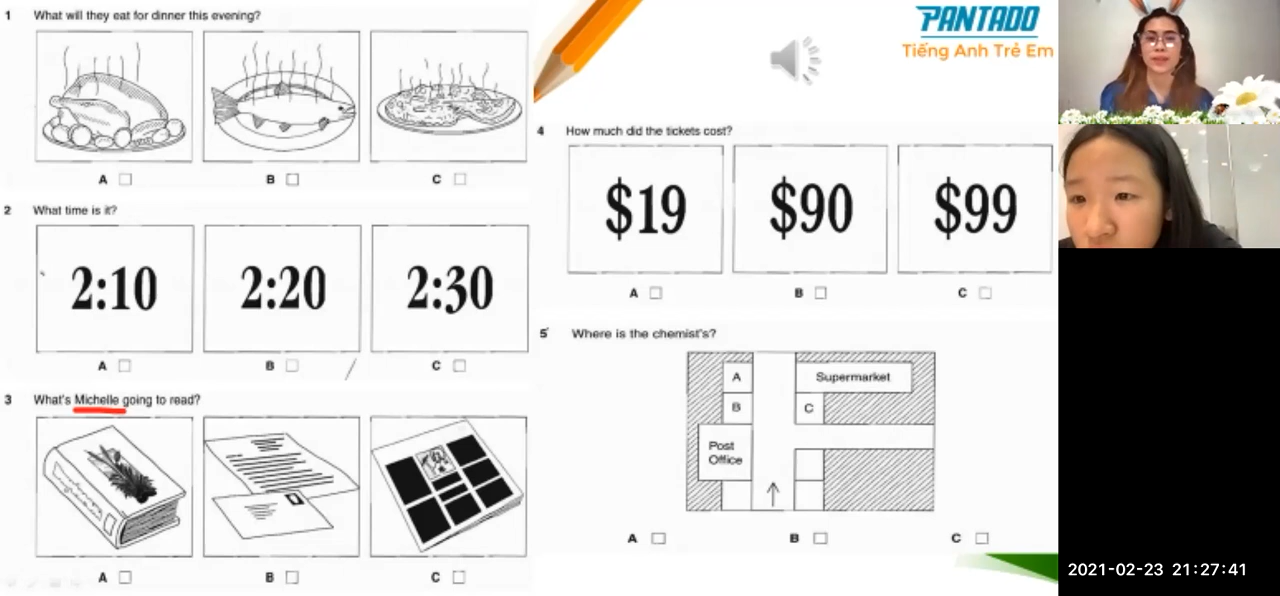 1 What will they eat for dinner this evening?
A B C
2 What time is it?
2:10 2:20 2:30
A B C
3 What's Michelle going to read?
A B C
PANTADO
Tiếng Anh Trẻ Em
4 How much did the tickets cost?
$19 $90 $99
A B C
5 Where is the chemist's?
A Supermarket
B C
Post
Office
A B C
2021-02-23 21:27:41